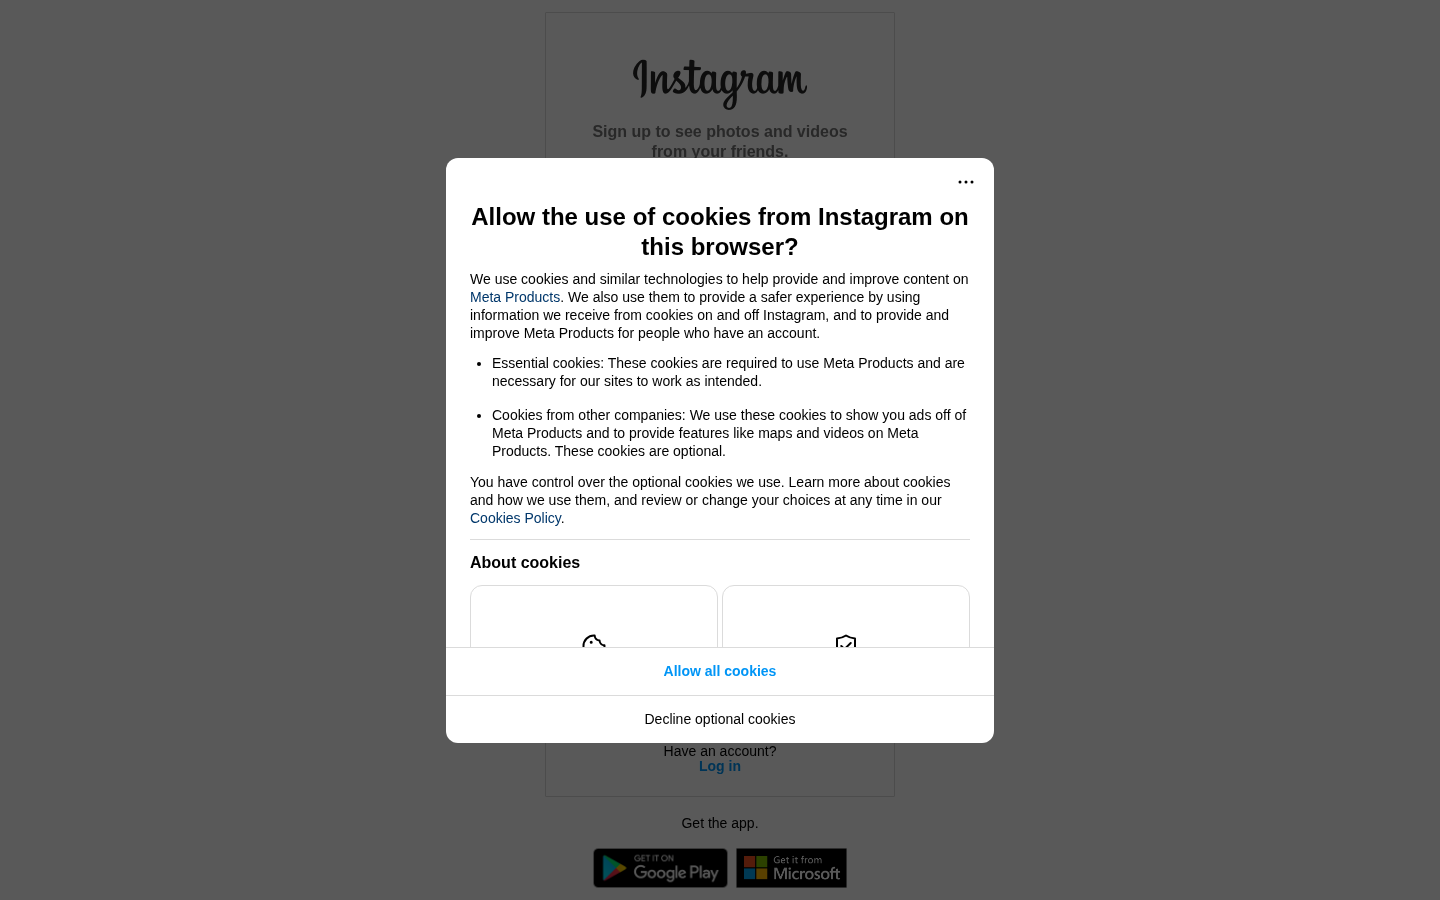 Instagram
Sign up to see photos and videos
from your friends.
Allow the use of cookies from Instagram on
this browser?
We use cookies and similar technologies to help provide and improve content on
Meta Products. We also use them to provide a safer experience by using
information we receive from cookies on and off Instagram, and to provide and
improve Meta Products for people who have an account.
Essential cookies: These cookies are required to use Meta Products and are
necessary for our sites to work as intended.
Cookies from other companies: We use these cookies to show you ads off of
Meta Products and to provide features like maps and videos on Meta
Products. These cookies are optional.
You have control over the optional cookies we use. Learn more about cookies
and how we use them, and review or change your choices at any time in our
Cookies Policy.
About cookies
Allow all cookies
Decline optional cookies
Have an account?
Log in
Get the app.
GET IT ON
Google Play
Get it from
Microsoft